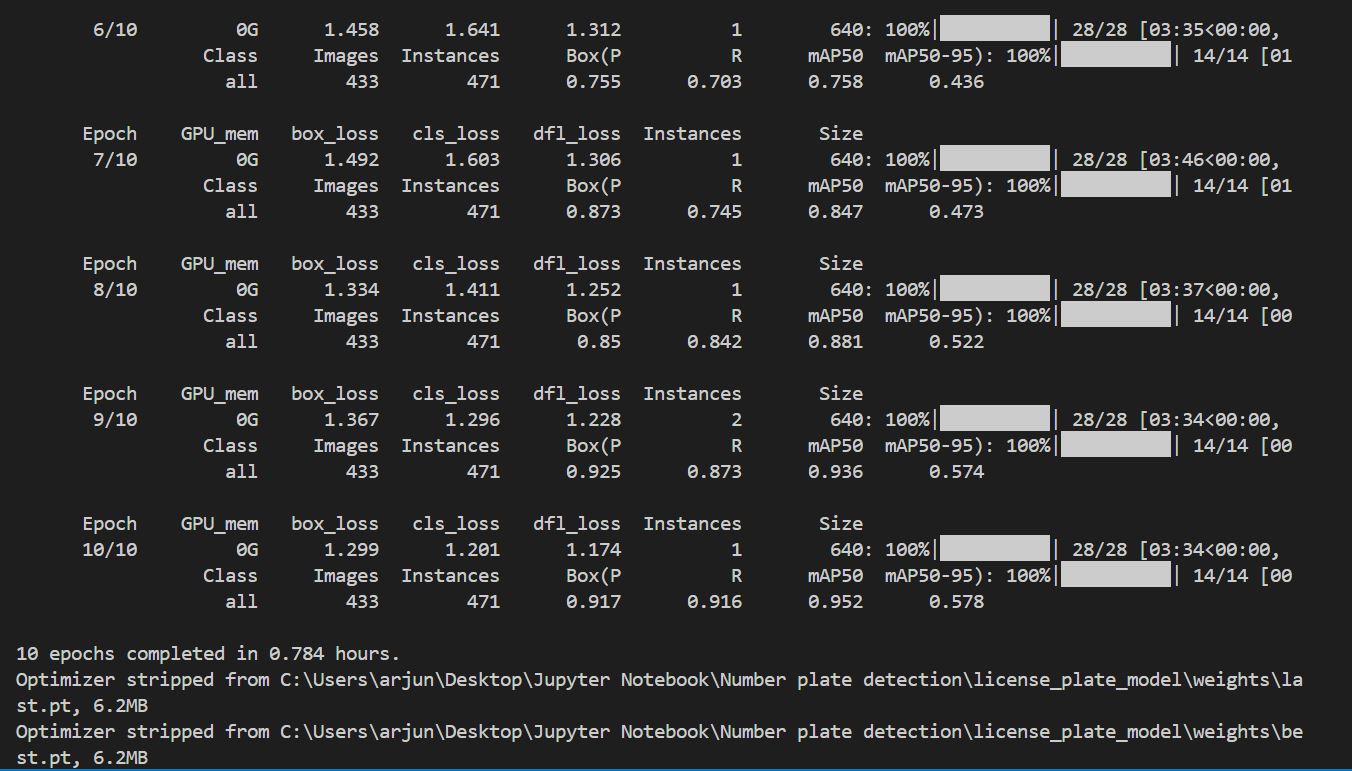 6/10 0G 1.458 1.641 1.312 1 640: 100%| | 28/28 [03:35<00:00,
Class Images Instances Box(P R mAP50 mAP50-95): 100%| | 14/14 [01
all 433 471 0.755 0.703 0.758 0.436
Epoch GPU_mem box_loss cls_loss dfl_loss Instances Size
7/10 0G 1.492 1.603 1.306 1 640: 100%| | 28/28 [03:46<00:00,
Class Images Instances Box(P R mAP50 mAP50-95): 100%| | 14/14 [01
all 433 471 0.873 0.745 0.847 0.473
Epoch GPU_mem box_loss cls_loss dfl_loss Instances Size
8/10 0G 1.334 1.411 1.252 1 640: 100%| | 28/28 [03:37<00:00,
Class Images Instances Box(P R mAP50 mAP50-95): 100%| | 14/14 [00
all 433 471 0.85 0.842 0.881 0.522
Epoch GPU_mem box_loss cls_loss dfl_loss Instances Size
9/10 0G 1.367 1.296 1.228 2 640: 100%| | 28/28 [03:34<00:00,
Class Images Instances Box(P R mAP50 mAP50-95): 100%| | 14/14 [00
all 433 471 0.925 0.873 0.936 0.574
Epoch GPU_mem box_loss cls_loss dfl_loss Instances Size
10/10 0G 1.299 1.201 1.174 1 640: 100%| | 28/28 [03:34<00:00,
Class Images Instances Box(P R mAP50 mAP50-95): 100%| | 14/14 [00
all 433 471 0.917 0.916 0.952 0.578
10 epochs completed in 0.784 hours.
Optimizer stripped from C:\Users\arjun\Desktop\Jupyter Notebook\Number plate detection\license_plate_model\weights\la
st.pt, 6.2MB
Optimizer stripped from C:\Users\arjun\Desktop\Jupyter Notebook\Number plate detection\license_plate_model\weights\be
st.pt, 6.2MB